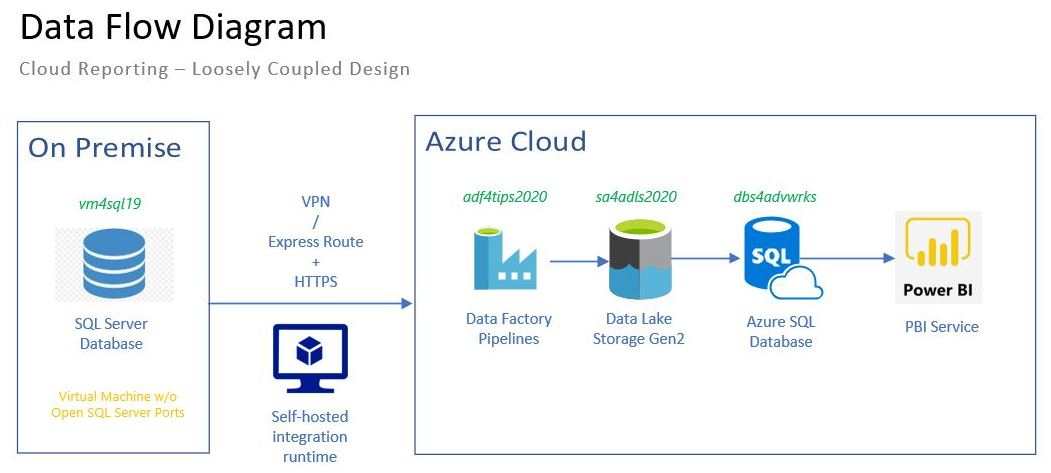 Data Flow Diagram
Cloud Reporting – Loosely Coupled Design
On Premise
vm4sql19
SQL Server
Database
Virtual Machine w/o
Open SQL Server Ports
VPN
/
Express Route
+
HTTPS
Self-hosted
integration
runtime
Azure Cloud
adf4tips2020
Data Factory
Pipelines
sa4adls2020
Data Lake
Storage Gen2
dbs4advwrks
SQL
Azure SQL
Database
Power BI
PBI Service